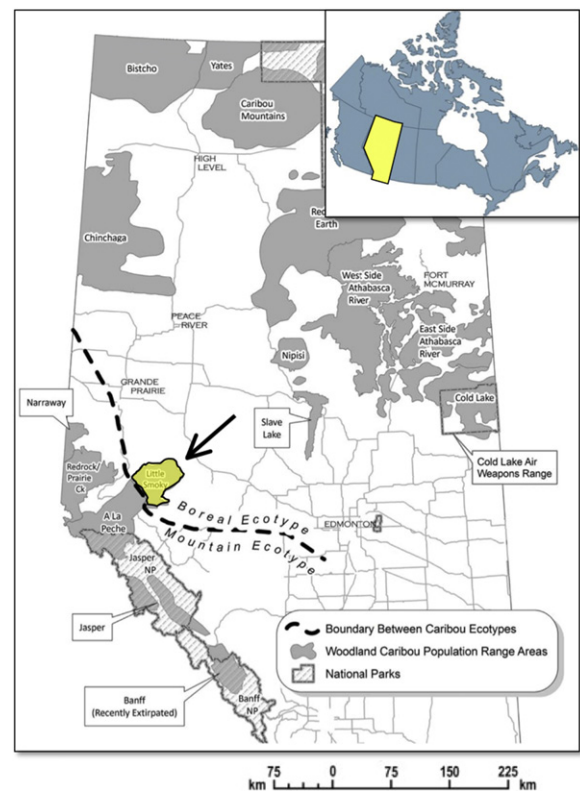 Bistcho
Yates
Caribou
Mountains
HIGH
LEVEL
Chinchaga
Earth
West Side
Athabasca
River
FORT
MCMURRAY
East Side
Athabasca
River
PEACE
RIVER
Nipisi
GRANDE
PRAIRIE
Narraway
Cold Lake
Slave
Lake
Redrock/
Prairie
Ck
Little
Smoky
Cold Lake Air
Weapons Range
A La
Peche
Boreal Ecotype
Mountain Ecotype
EDMONTON
Jasper
NP
Jasper
Boundary Between Caribou Ecotypes
Woodland Caribou Population Range Areas
National Parks
Banff
(Recently Extirpated)
Banff
NP
75 0 75 150 225
km km